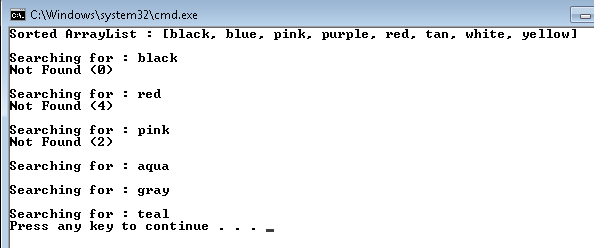 C:\Windows\system32\cmd.exe
Sorted ArrayList : [black, blue, pink, purple, red, tan, white, yellow]
Searching for : black
Not Found (0)
Searching for : red
Not Found (4)
Searching for : pink
Not Found (2)
Searching for : aqua
Searching for : gray
Searching for : teal
Press any key to continue . . . _